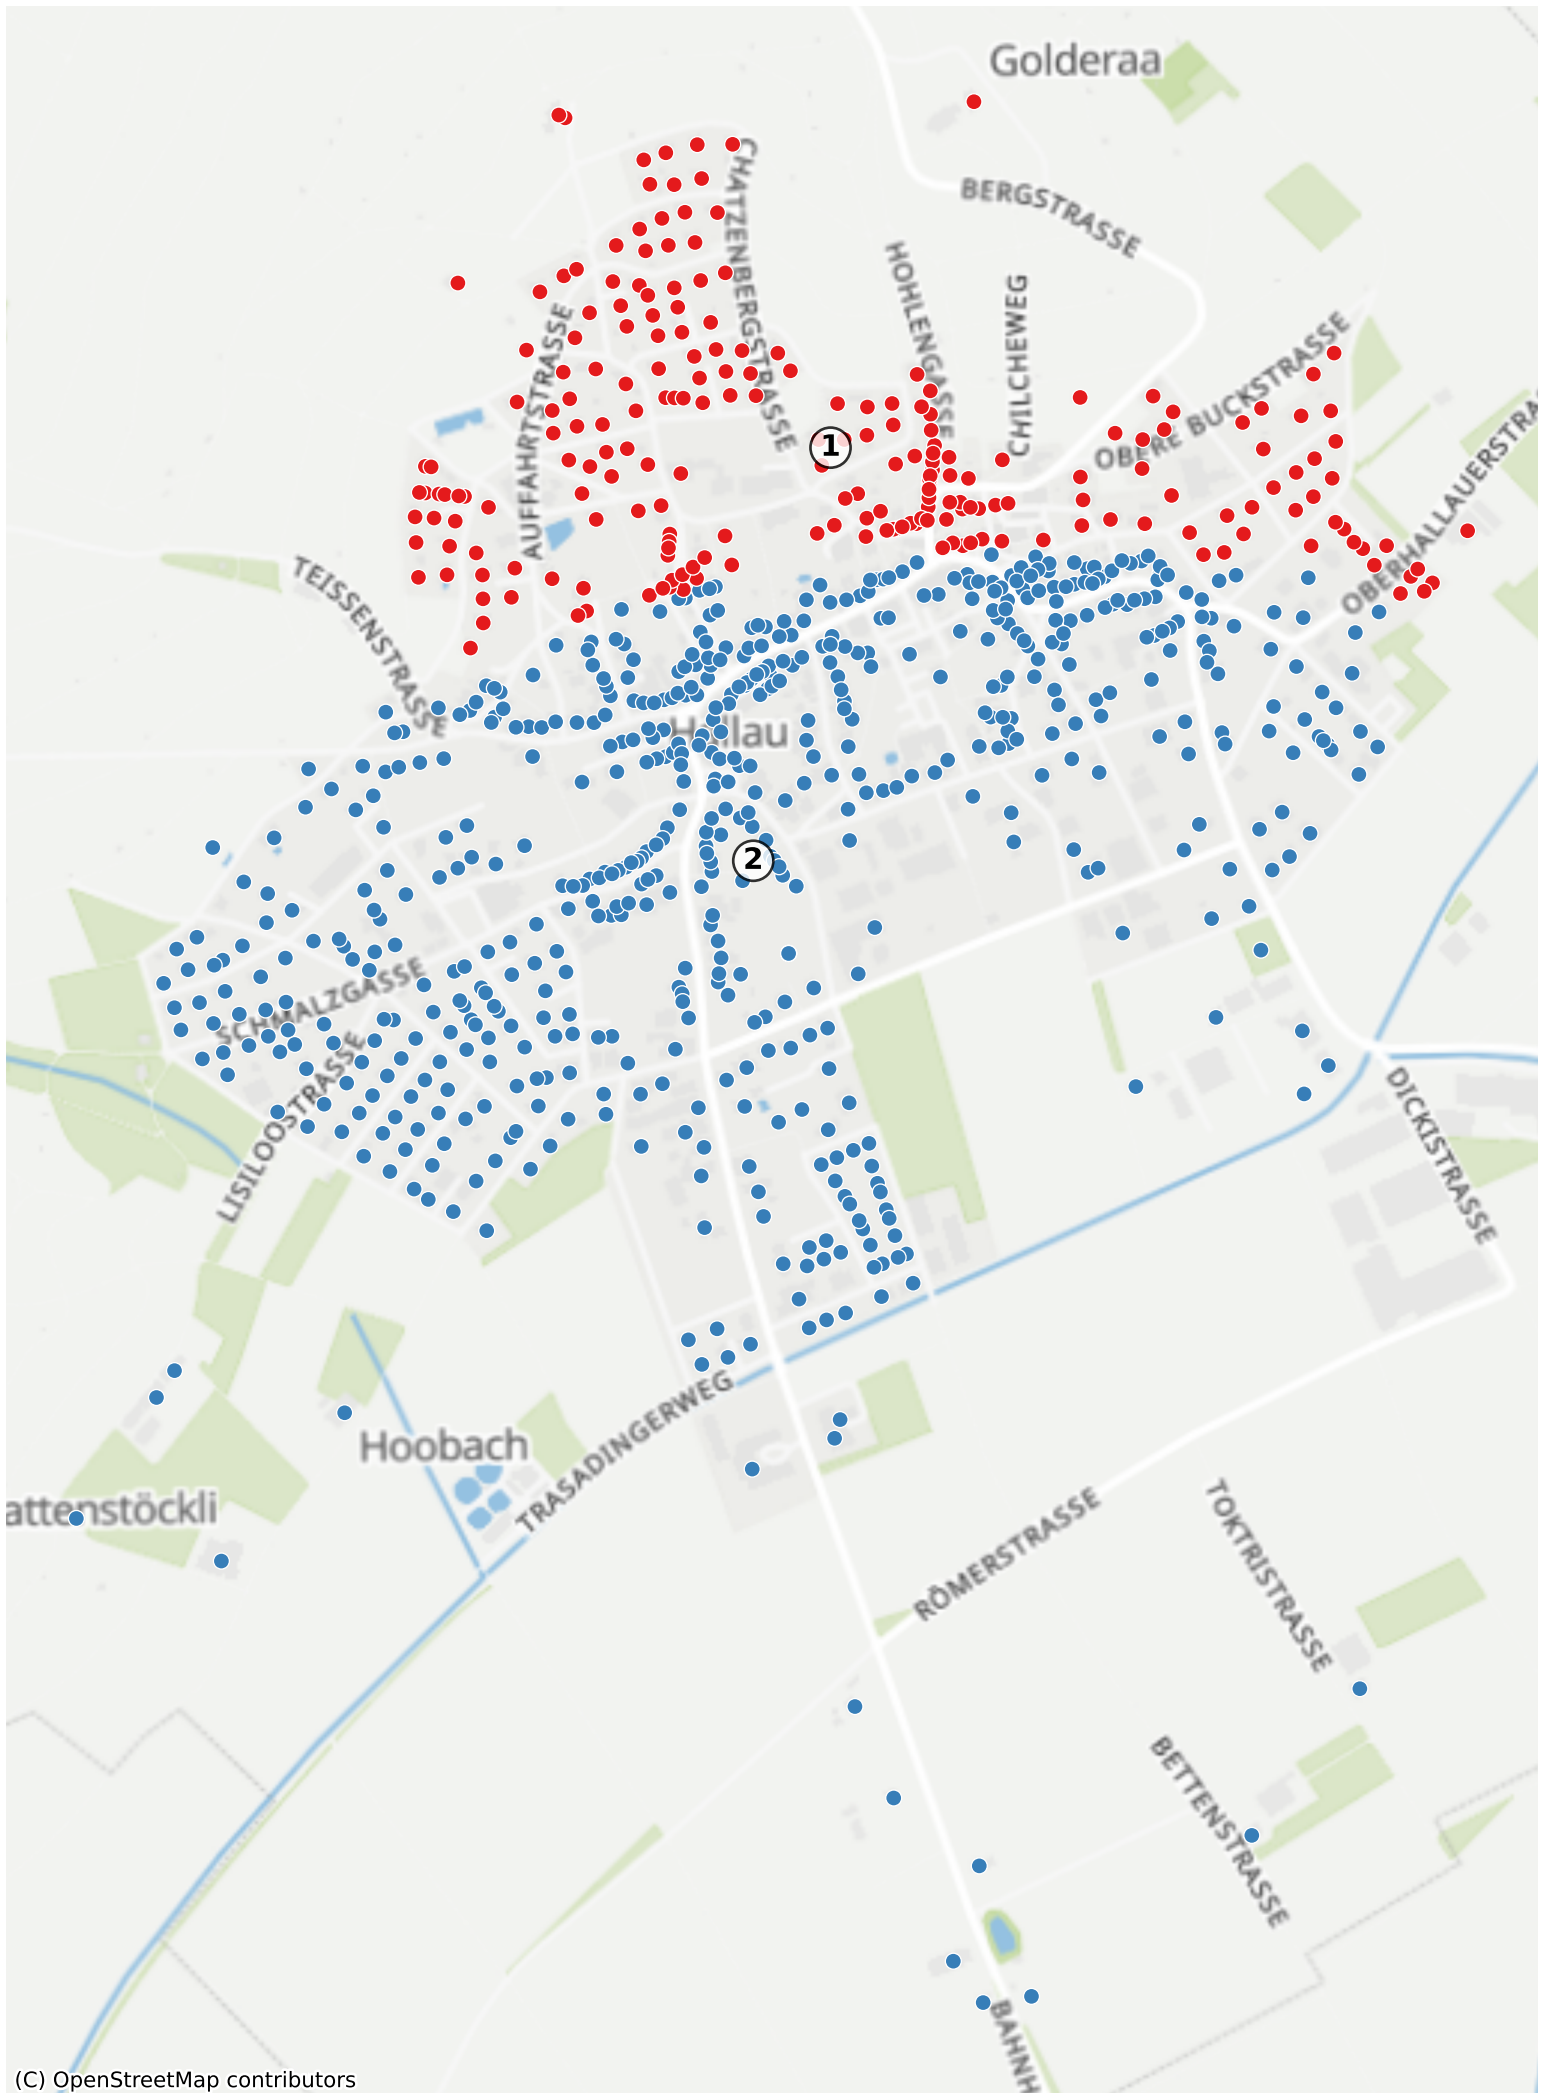 Golderaa
BERGSTRASSE
CHATZENBERGSTRASSE
HOHLENGASSE
CHILCHEWEG
AUFFAHRTSTRASSE
OBERE BUCKSTRASSE
1
OBERHALLAUERSTRA
TEISSENSTRASSE
Hallau
2
SCHMALZGASSE
LISILOOSTRASSE
DICKISTRASSE
TRASADINGERWEG
Hoobach
attenstöckli
RÖMERSTRASSE
TOKTRISTRASSE
BETTENSTRASSE
BAHNH
(C) OpenStreetMap contributors